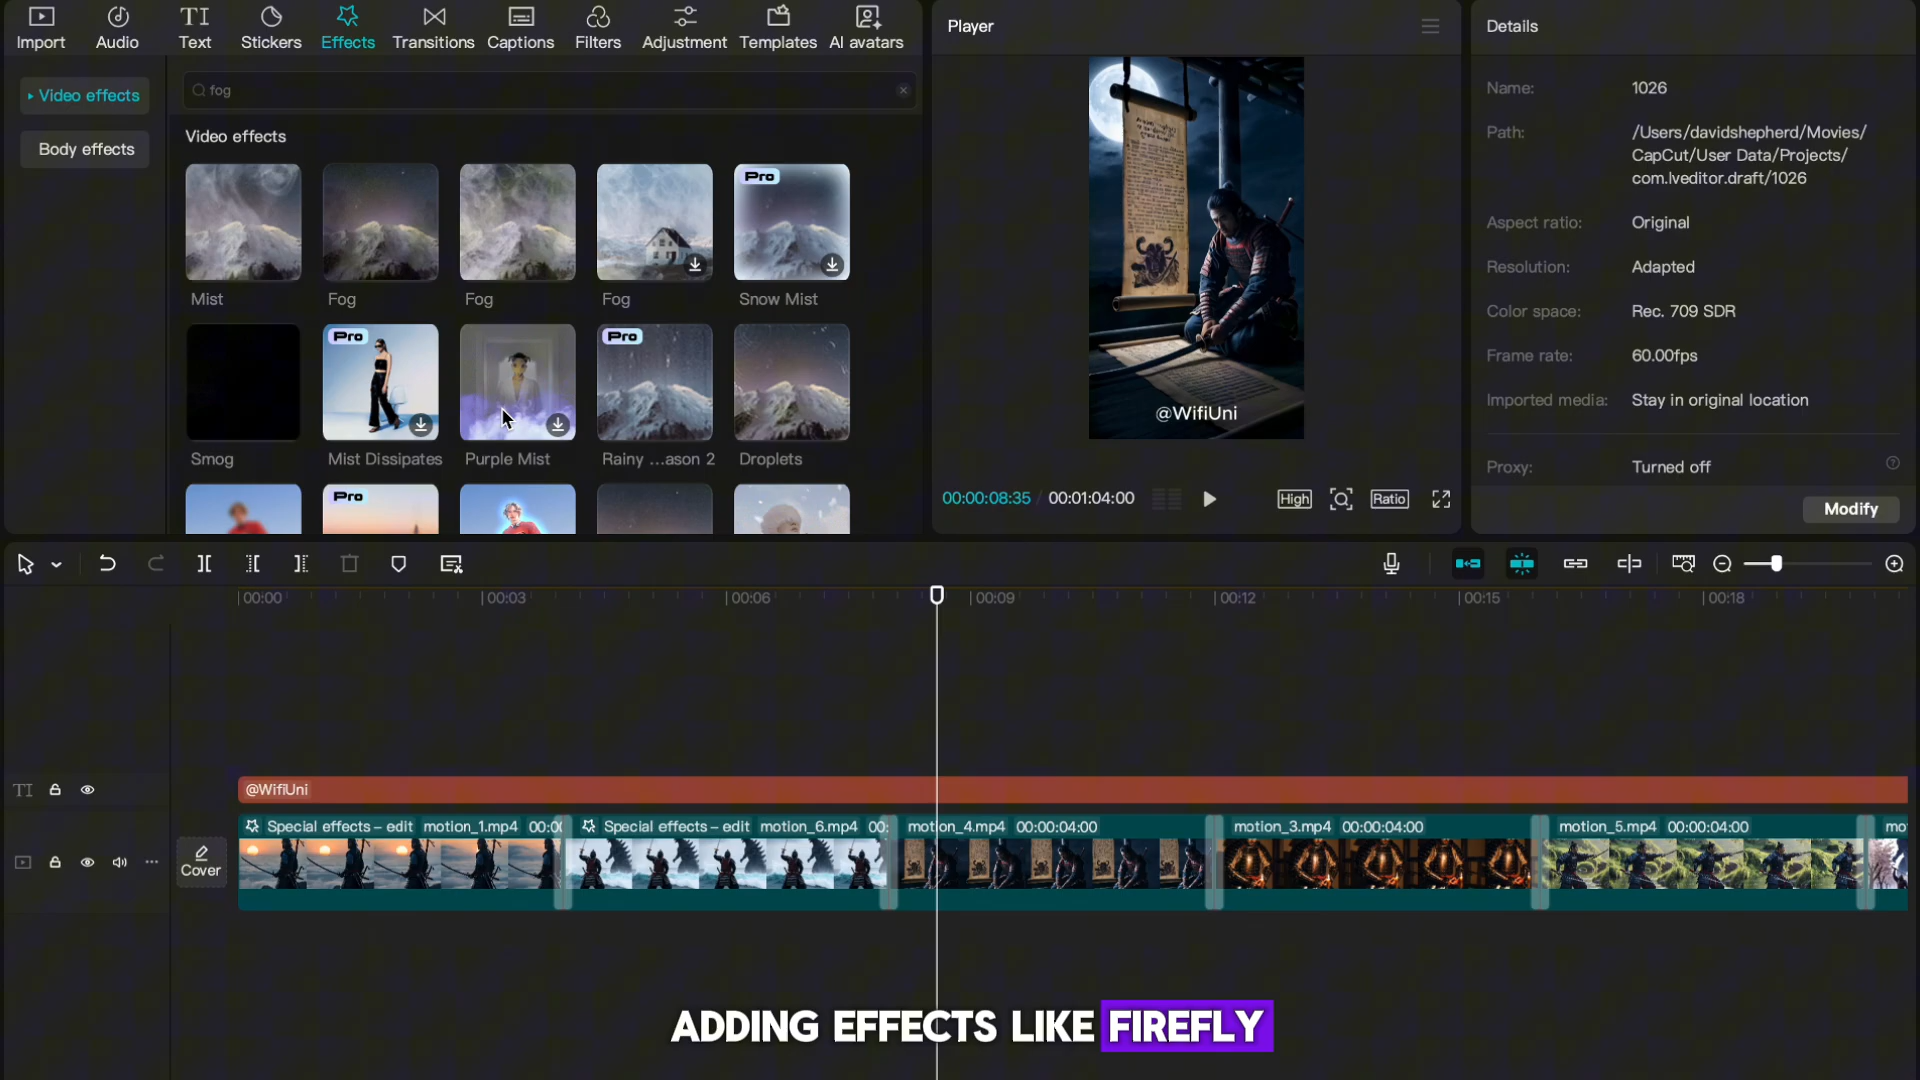 Import
Audio
Text
Stickers
Effects
Transitions
Captions
Filters
Adjustment
Templates
AI avatars
Video effects
Body effects
fog
Video effects
Mist
Fog
Fog
Fog
Pro
Snow Mist
Smog
Pro
Mist Dissipates
Purple Mist
Pro
Rainy ...ason 2
Droplets
Pro
Player
@WifiUni
00:00:08:35 / 00:01:04:00
High
Ratio
Details
Name: 1026
Path: /Users/davidshepherd/Movies/
CapCut/User Data/Projects/
com.lveditor.draft/1026
Aspect ratio: Original
Resolution: Adapted
Color space: Rec. 709 SDR
Frame rate: 60.00fps
Imported media: Stay in original location
Proxy: Turned off
Modify
00:00
00:03
00:06
00:09
00:12
00:15
00:18
TI
@WifiUni
Cover
Special effects – edit motion_1.mp4 00:0
Special effects – edit motion_6.mp4 00:
motion_4.mp4 00:00:04:00
motion_3.mp4 00:00:04:00
motion_5.mp4 00:00:04:00
mo
ADDING EFFECTS LIKE FIREFLY